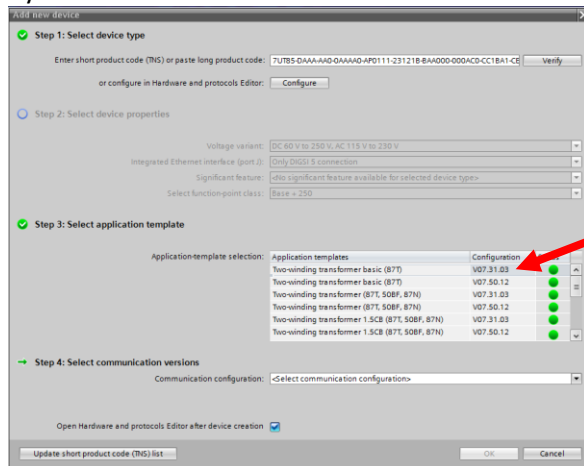 Add new device
Step 1: Select device type
Enter short product code (TNS) or paste long product code: 7UT85-DAAA-AA0-0AAAA0-AP0111-23121B-BAA000-000AC0-CC1BA1-CE Verify
or configure in Hardware and protocols Editor: Configure
Step 2: Select device properties
Voltage variant: DC 60 V to 250 V, AC 115 V to 230 V
Integrated Ethernet interface (port J): Only DIGSI 5 connection
Significant feature: <No significant feature available for selected device type>
Select function-point class: Base + 250
Step 3: Select application template
Application-template selection: Application templates Configuration
Two-winding transformer basic (87T) V07.31.03
Two-winding transformer basic (87T) V07.50.12
Two-winding transformer (87T, 50BF, 87N) V07.31.03
Two-winding transformer (87T, 50BF, 87N) V07.50.12
Two-winding transformer 1.5CB (87T, 50BF, 87N) V07.31.03
Two-winding transformer 1.5CB (87T, 50BF, 87N) V07.50.12
Step 4: Select communication versions
Communication configuration: <Select communication configuration>
Open Hardware and protocols Editor after device creation
Update short product code (TNS) list OK Cancel